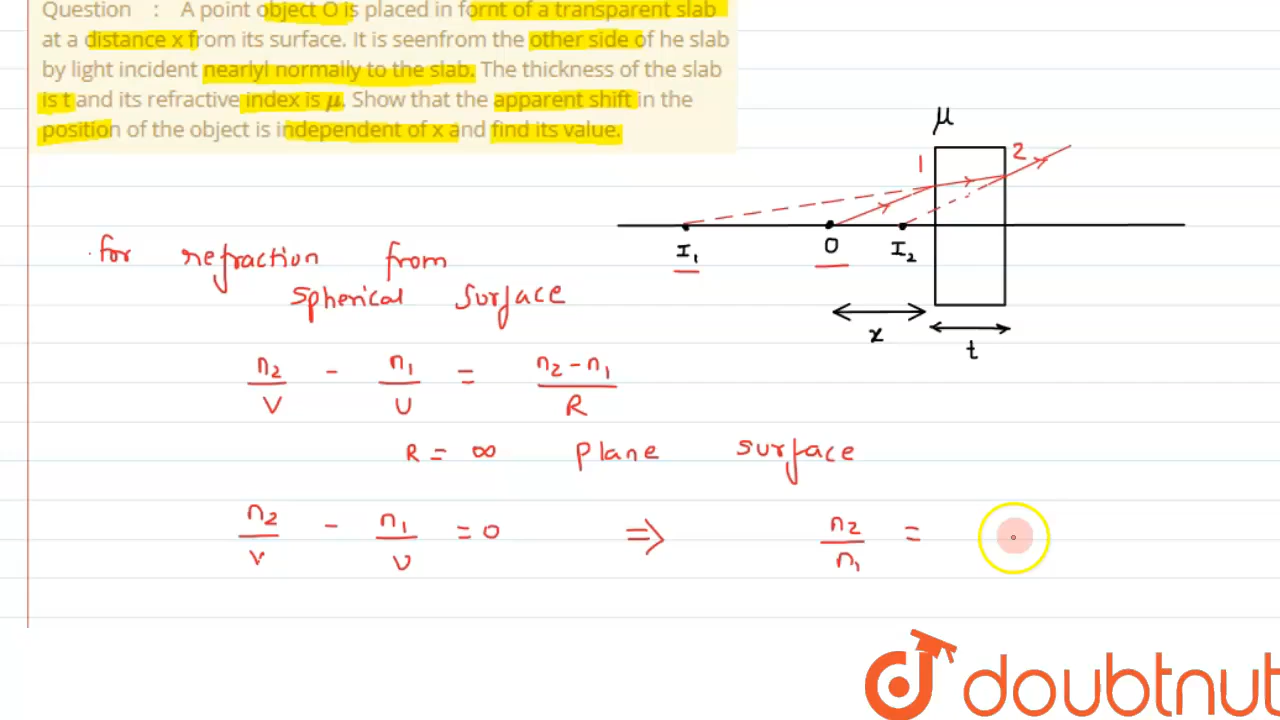 Question : A point object O is placed in fornt of a transparent slab
at a distance x from its surface. It is seenfrom the other side of he slab
by light incident nearlyl normally to the slab. The thickness of the slab
is t and its refractive index is μ. Show that the apparent shift in the
position of the object is independent of x and find its value.
μ
1 2
I₁ O I₂
x
t
for refraction from
spherical surface
n₂/v - n₁/u = n₂-n₁/R
R = ∞ plane surface
n₂/v - n₁/u = 0 ⇒ n₂/n₁ =
doubtnut